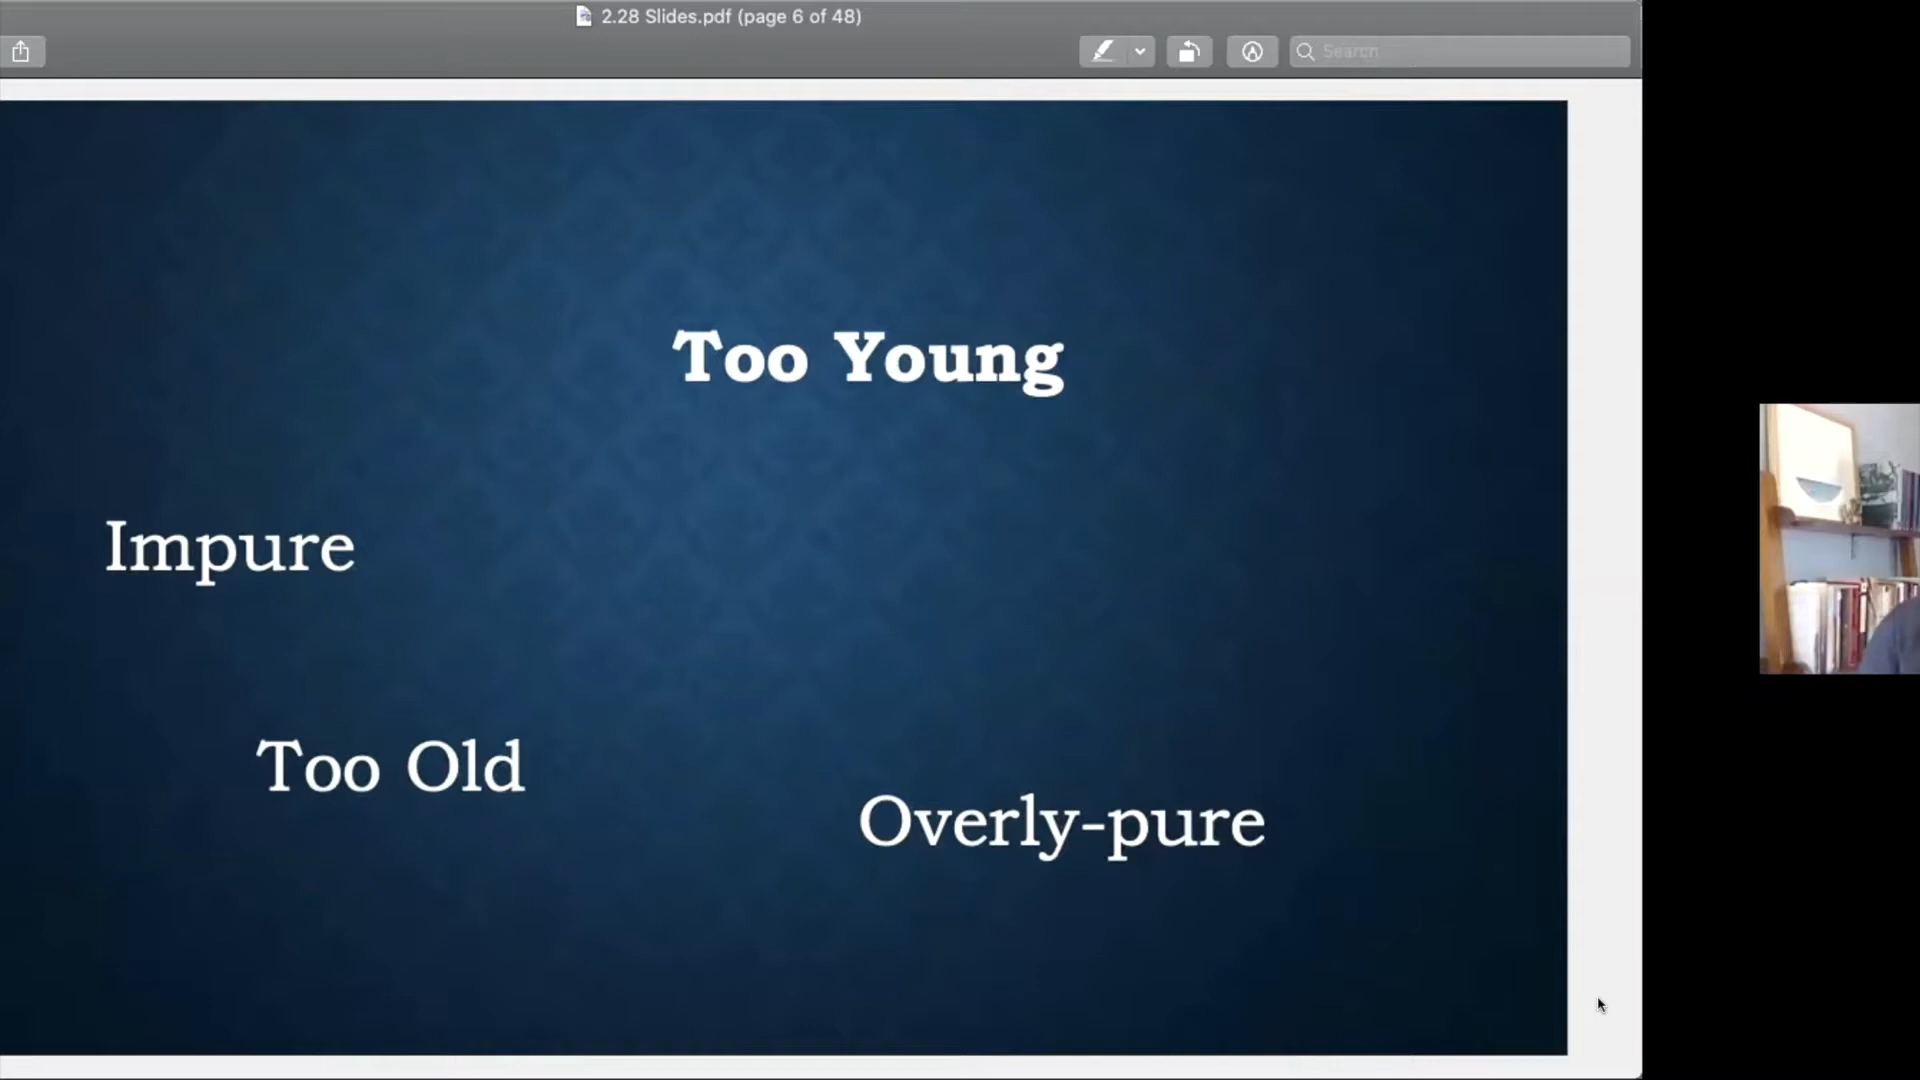 2.28 Slides.pdf (page 6 of 48)
Search
Too Young
Impure
Too Old
Overly-pure